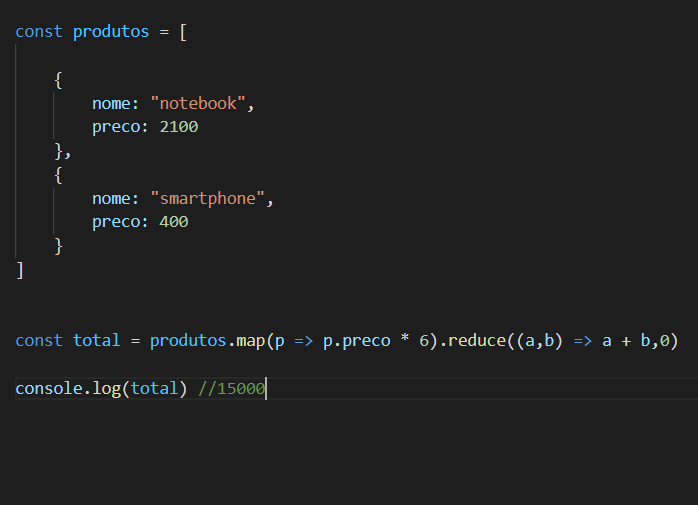 const produtos = [
{
nome: "notebook",
preco: 2100
},
{
nome: "smartphone",
preco: 400
}
]
const total = produtos.map(p => p.preco * 6).reduce((a,b) => a + b,0)
console.log(total) //15000